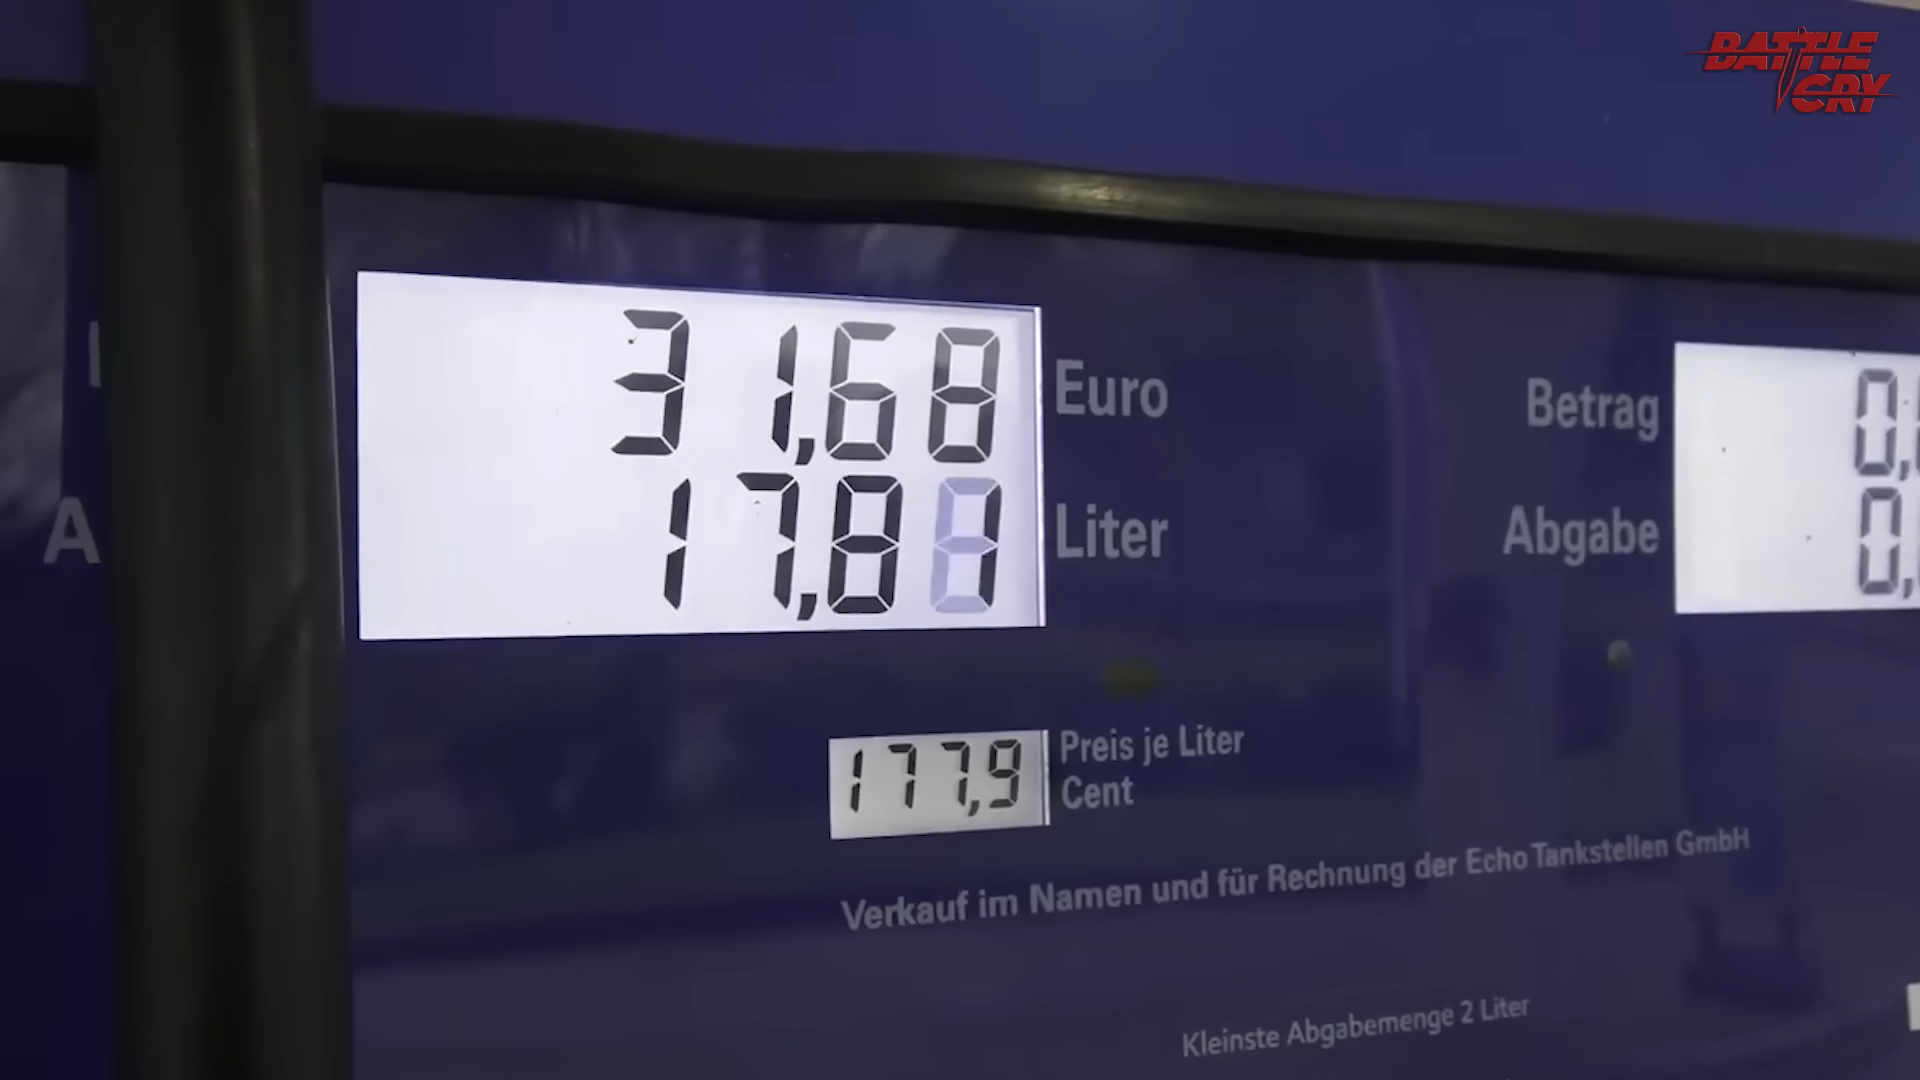 BATTLE
CRY
31,68 Euro
17,81 Liter
Betrag 0,
Abgabe 0,
A
177,9 Preis je Liter
Cent
Verkauf im Namen und für Rechnung der Echo Tankstellen GmbH
Kleinste Abgabemenge 2 Liter